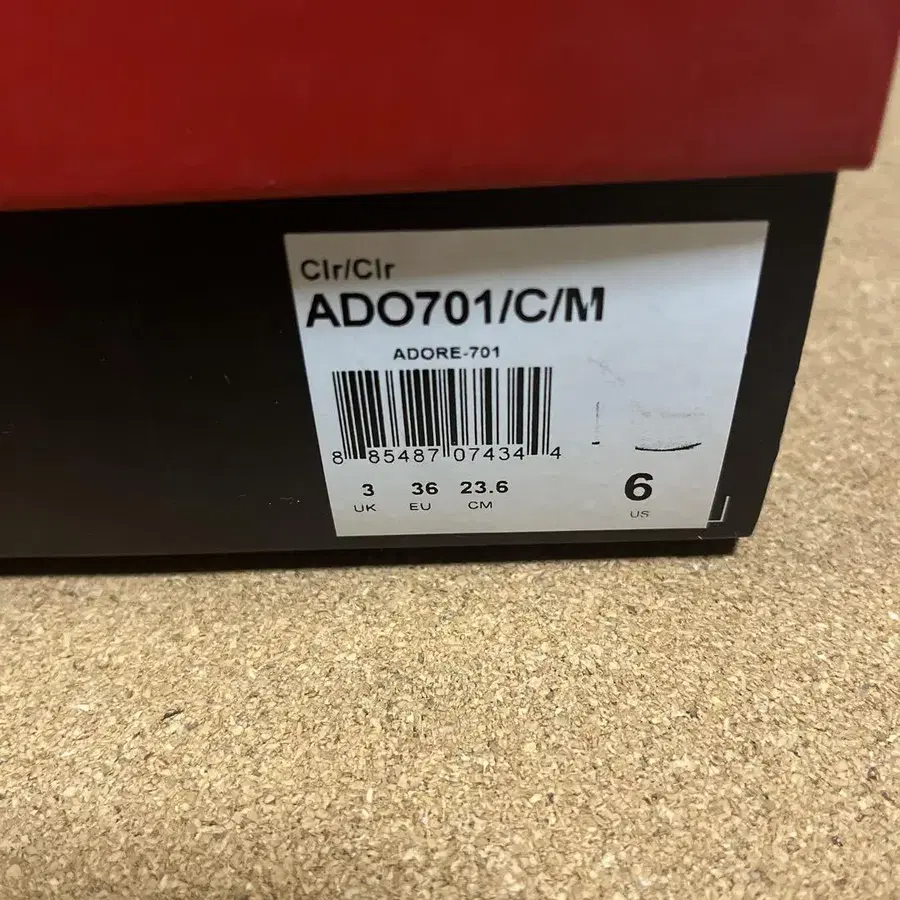 Clr/Clr
ADO701/C/M
ADORE-701
8 85487 07434 4
3 36 23.6 6
UK EU CM US